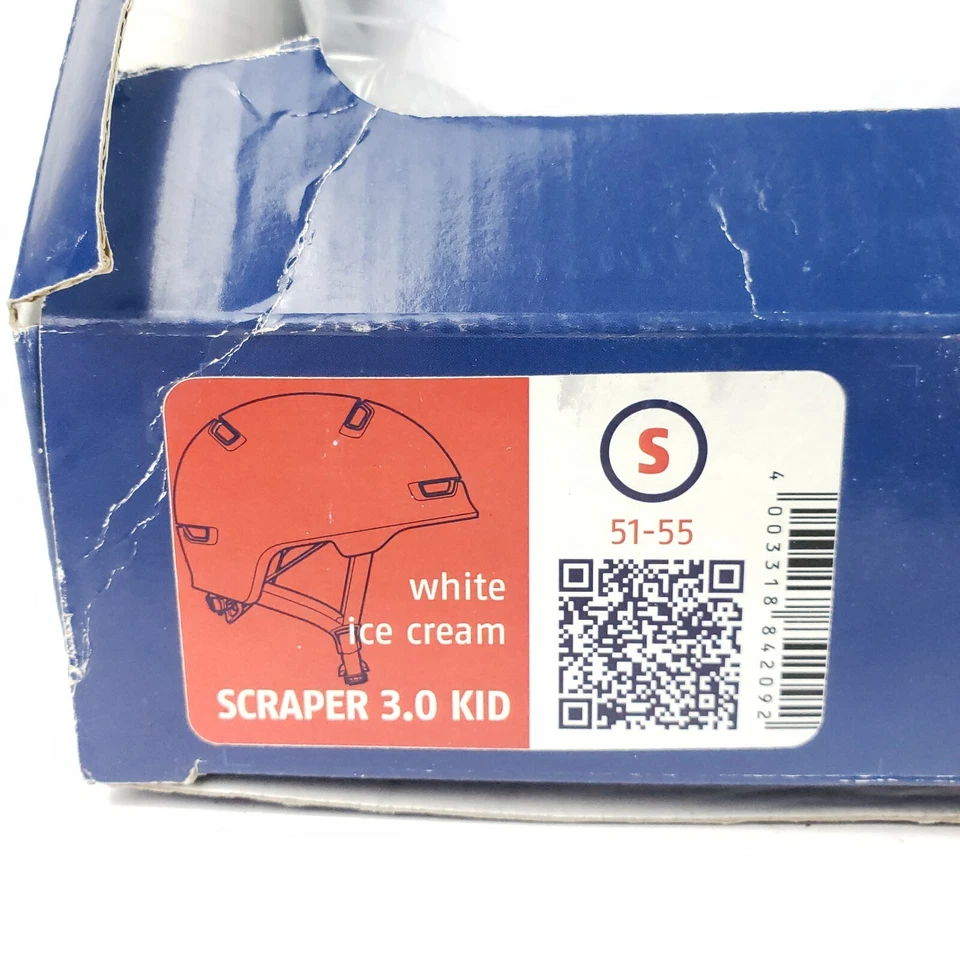 white
ice cream
SCRAPER 3.0 KID
S
51-55
4 003318 842092